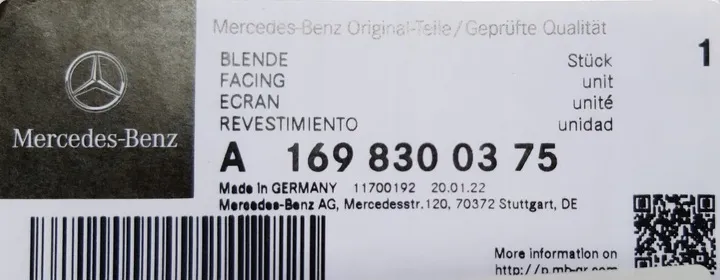 Mercedes-Benz Original-Teile/Geprüfte Qualität
BLENDE Stück 1
FACING unit
ECRAN unité
REVESTIMIENTO unidad
Mercedes-Benz
A 169 830 03 75
Made in GERMANY 11700192 20.01.22
Mercedes-Benz AG, Mercedesstr.120, 70372 Stuttgart, DE
More information on